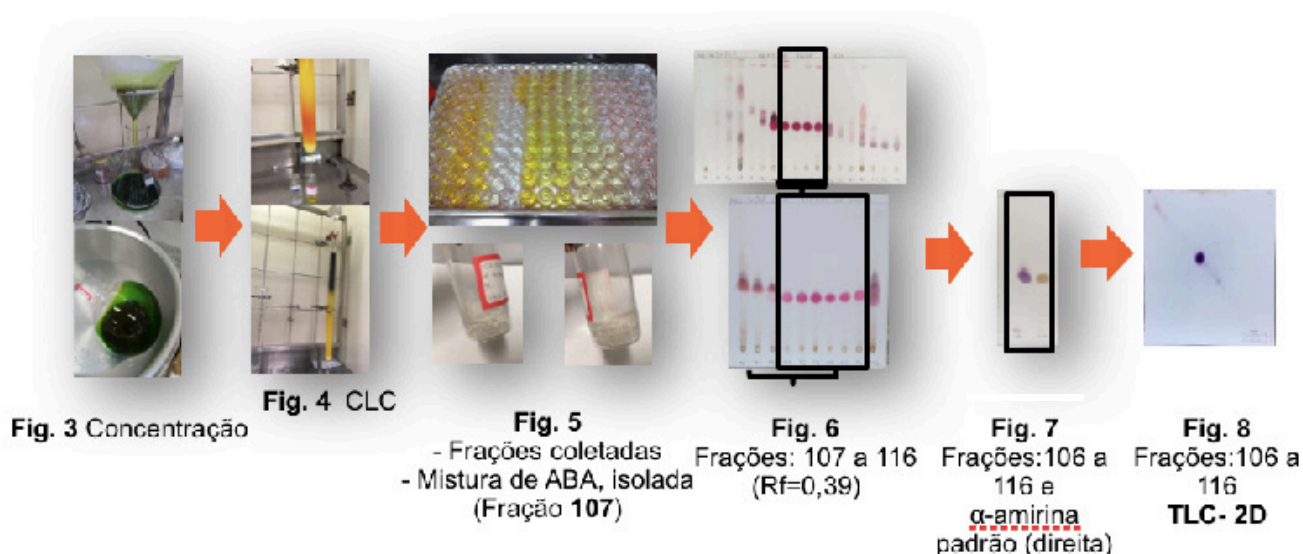 Fig. 3 Concentração
Fig. 4 CLC
Fig. 5
- Frações coletadas
- Mistura de ABA, isolada
(Fração 107)
Fig. 6
Frações: 107 a 116
(Rf=0,39)
Fig. 7
Frações:106 a
116 e
α-amirina
padrão (direita)
Fig. 8
Frações:106 a
116
TLC- 2D